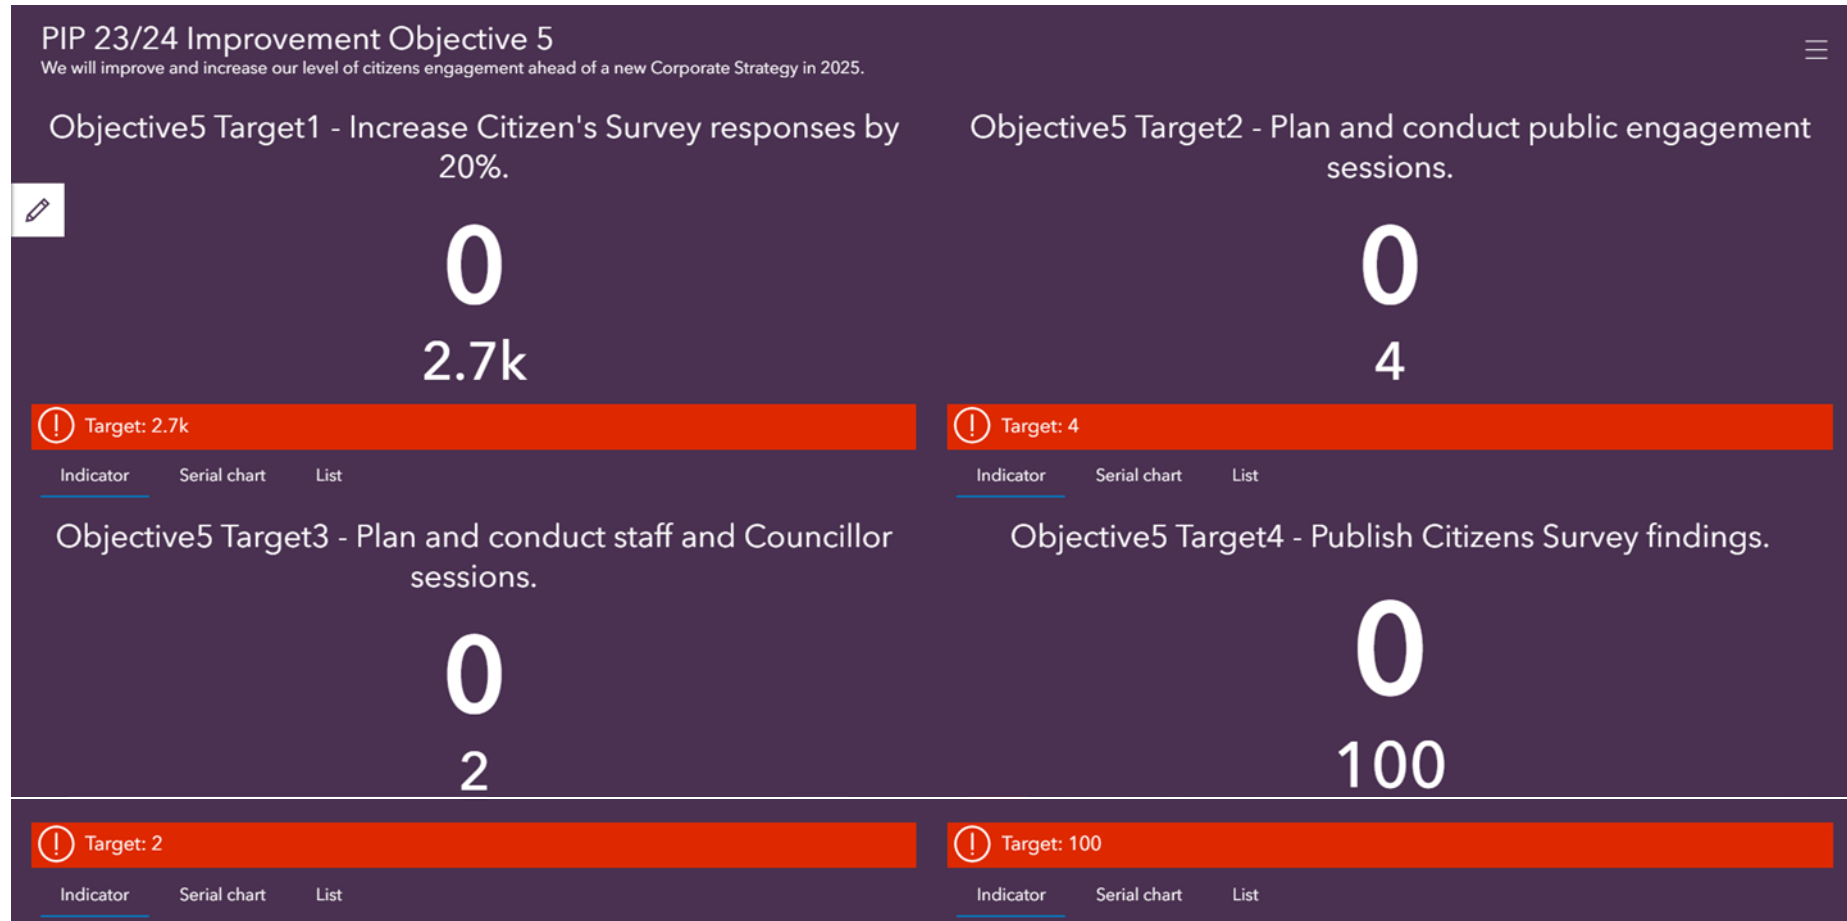 PIP 23/24 Improvement Objective 5
We will improve and increase our level of citizens engagement ahead of a new Corporate Strategy in 2025.
Objective5 Target1 - Increase Citizen's Survey responses by
20%.
0
2.7k
Target: 2.7k
Indicator Serial chart List
Objective5 Target2 - Plan and conduct public engagement
sessions.
0
4
Target: 4
Indicator Serial chart List
Objective5 Target3 - Plan and conduct staff and Councillor
sessions.
0
2
Target: 2
Indicator Serial chart List
Objective5 Target4 - Publish Citizens Survey findings.
0
100
Target: 100
Indicator Serial chart List